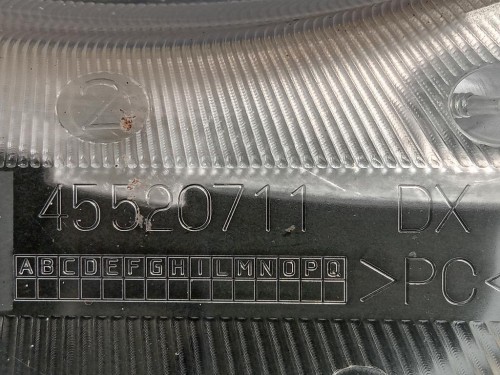 2
45520711 DX
ABCDEFGHILMNOPQ
>PC<